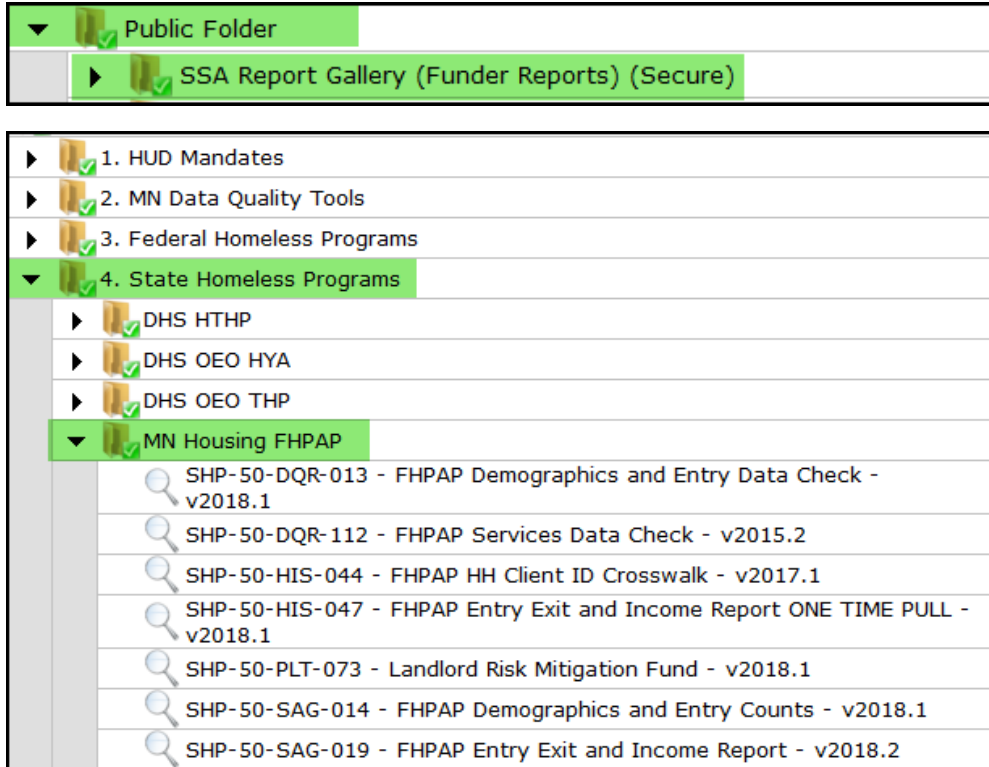 Public Folder
SSA Report Gallery (Funder Reports) (Secure)
1. HUD Mandates
2. MN Data Quality Tools
3. Federal Homeless Programs
4. State Homeless Programs
DHS HTHP
DHS OEO HYA
DHS OEO THP
MN Housing FHPAP
SHP-50-DQR-013 - FHPAP Demographics and Entry Data Check -
v2018.1
SHP-50-DQR-112 - FHPAP Services Data Check - v2015.2
SHP-50-HIS-044 - FHPAP HH Client ID Crosswalk - v2017.1
SHP-50-HIS-047 - FHPAP Entry Exit and Income Report ONE TIME PULL -
v2018.1
SHP-50-PLT-073 - Landlord Risk Mitigation Fund - v2018.1
SHP-50-SAG-014 - FHPAP Demographics and Entry Counts - v2018.1
SHP-50-SAG-019 - FHPAP Entry Exit and Income Report - v2018.2